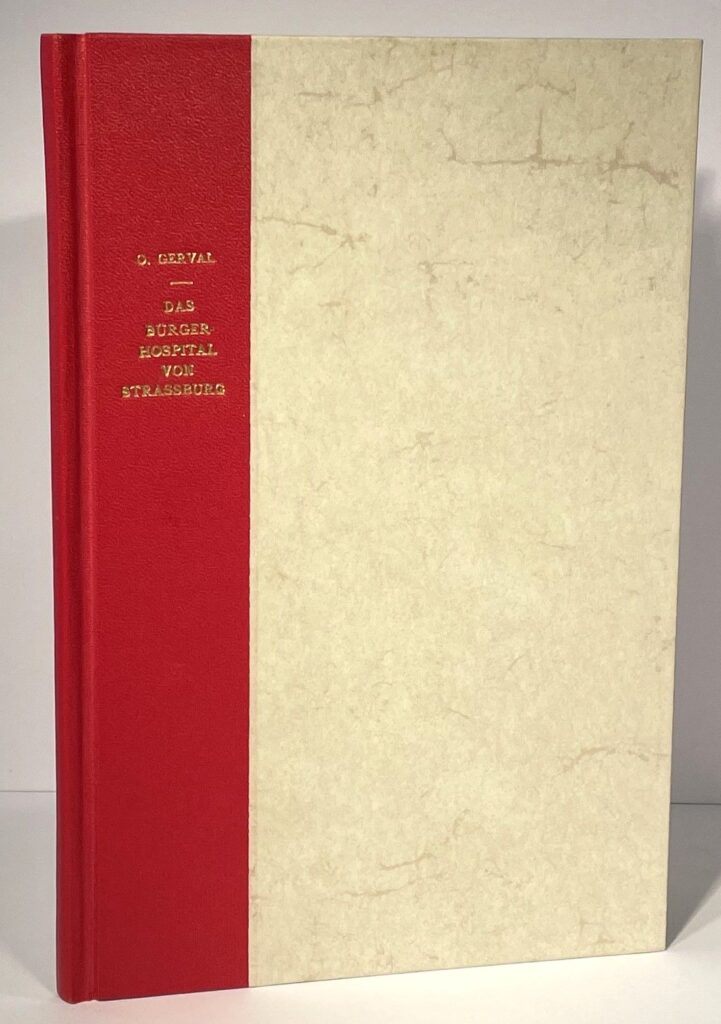 O. GERVAL
DAS
BÜRGER-
HOSPITAL
VON
STRASSBURG